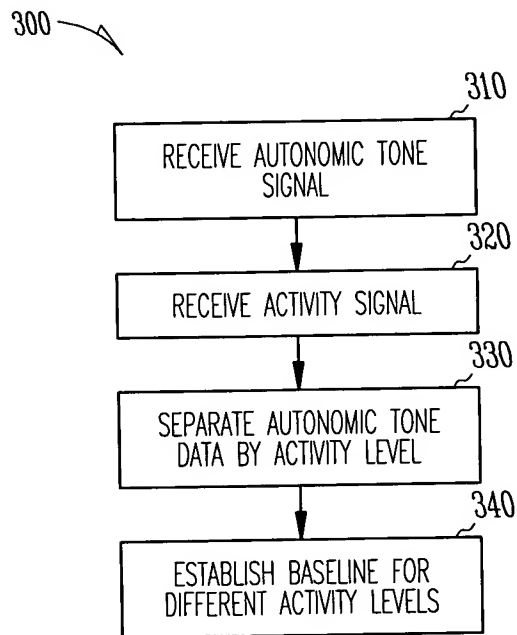 300
310
RECEIVE AUTONOMIC TONE
SIGNAL
320
RECEIVE ACTIVITY SIGNAL
330
SEPARATE AUTONOMIC TONE
DATA BY ACTIVITY LEVEL
340
ESTABLISH BASELINE FOR
DIFFERENT ACTIVITY LEVELS